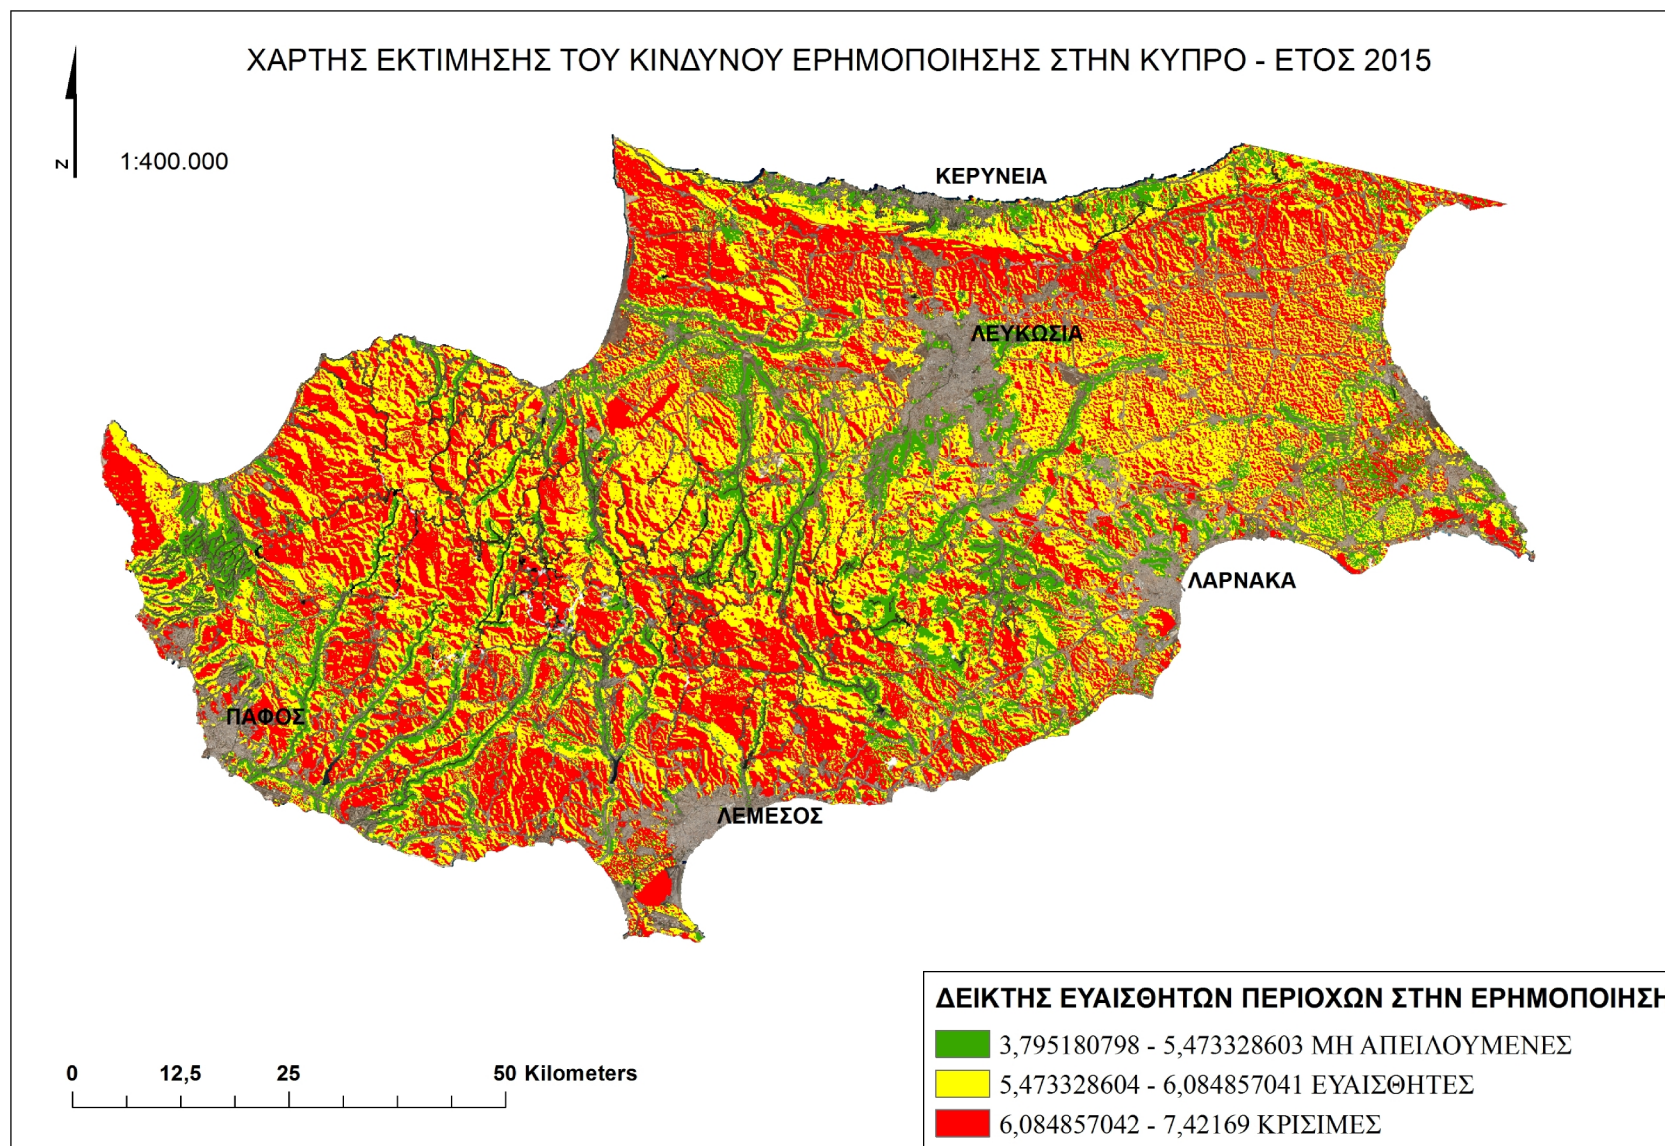 ΧΑΡΤΗΣ ΕΚΤΙΜΗΣΗΣ ΤΟΥ ΚΙΝΔΥΝΟΥ ΕΡΗΜΟΠΟΙΗΣΗΣ ΣΤΗΝ ΚΥΠΡΟ - ΕΤΟΣ 2015
Z
1:400.000
ΚΕΡΥΝΕΙΑ
ΛΕΥΚΩΣΙΑ
ΛΑΡΝΑΚΑ
ΠΑΦΟΣ
ΛΕΜΕΣΟΣ
ΔΕΙΚΤΗΣ ΕΥΑΙΣΘΗΤΩΝ ΠΕΡΙΟΧΩΝ ΣΤΗΝ ΕΡΗΜΟΠΟΙΗΣΗ
3,795180798 - 5,473328603 ΜΗ ΑΠΕΙΛΟΥΜΕΝΕΣ
5,473328604 - 6,084857041 ΕΥΑΙΣΘΗΤΕΣ
6,084857042 - 7,42169 ΚΡΙΣΙΜΕΣ
0 12,5 25 50 Kilometers